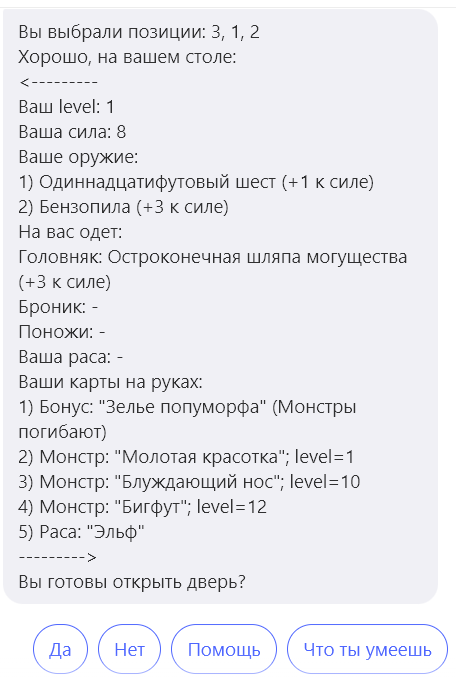 Вы выбрали позиции: 3, 1, 2
Хорошо, на вашем столе:
<---------
Ваш level: 1
Ваша сила: 8
Ваше оружие:
1) Одиннадцатифутовый шест (+1 к силе)
2) Бензопила (+3 к силе)
На вас одет:
Головняк: Остроконечная шляпа могущества
(+3 к силе)
Броник: -
Поножи: -
Ваша раса: -
Ваши карты на руках:
1) Бонус: "Зелье попуморфа" (Монстры
погибают)
2) Монстр: "Молотая красотка"; level=1
3) Монстр: "Блуждающий нос"; level=10
4) Монстр: "Бигфут"; level=12
5) Раса: "Эльф"
--------->
Вы готовы открыть дверь?
Да Нет Помощь Что ты умеешь